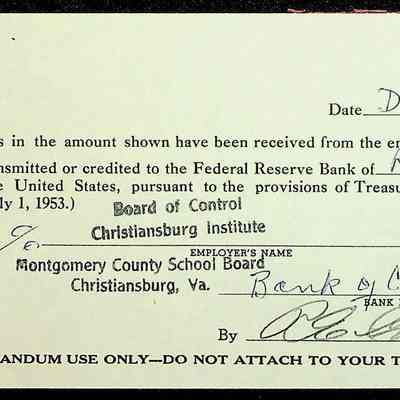 Date D
s in the amount shown have been received from the en
nsmitted or credited to the Federal Reserve Bank of
e United States, pursuant to the provisions of Treasu
ly 1, 1953.)
Board of Control
c/o Christiansburg Institute
EMPLOYER'S NAME
Montgomery County School Board
Christiansburg, Va. Bank of C
BANK
By
ANDUM USE ONLY—DO NOT ATTACH TO YOUR T